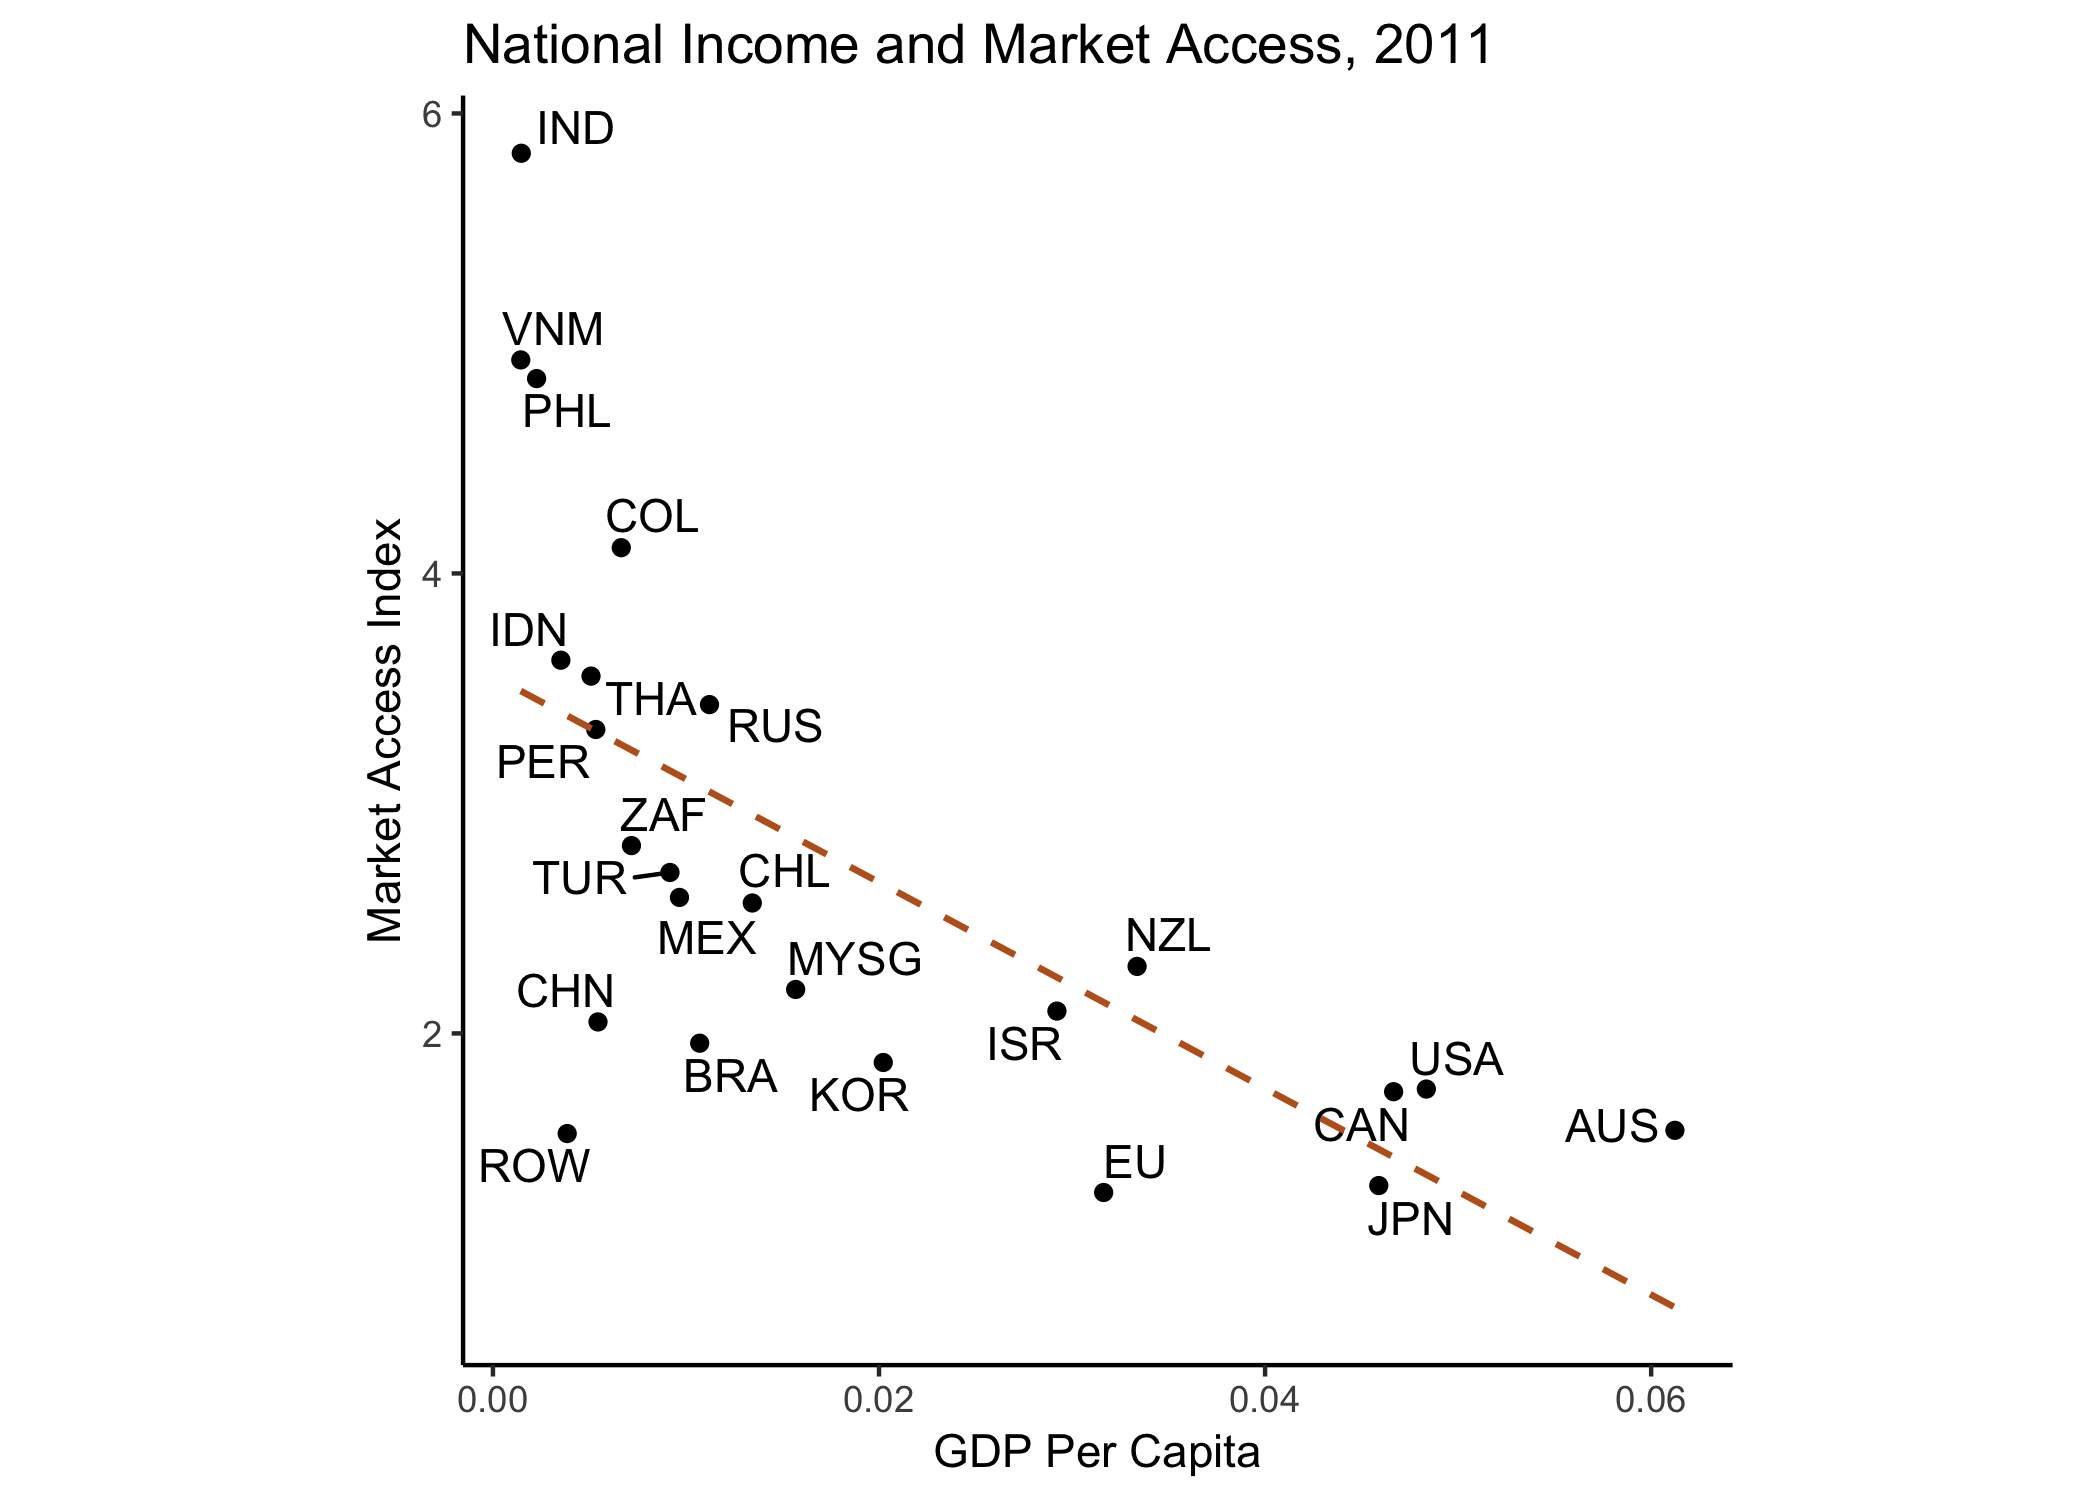 National Income and Market Access, 2011
6
IND
VNM
PHL
COL
4
IDN
THA
RUS
PER
ZAF
TUR
CHL
MEX
MYSG
NZL
CHN
2
ISR
BRA
KOR
USA
CAN
AUS
ROW
EU
JPN
Market Access Index
0.00 0.02 0.04 0.06
GDP Per Capita